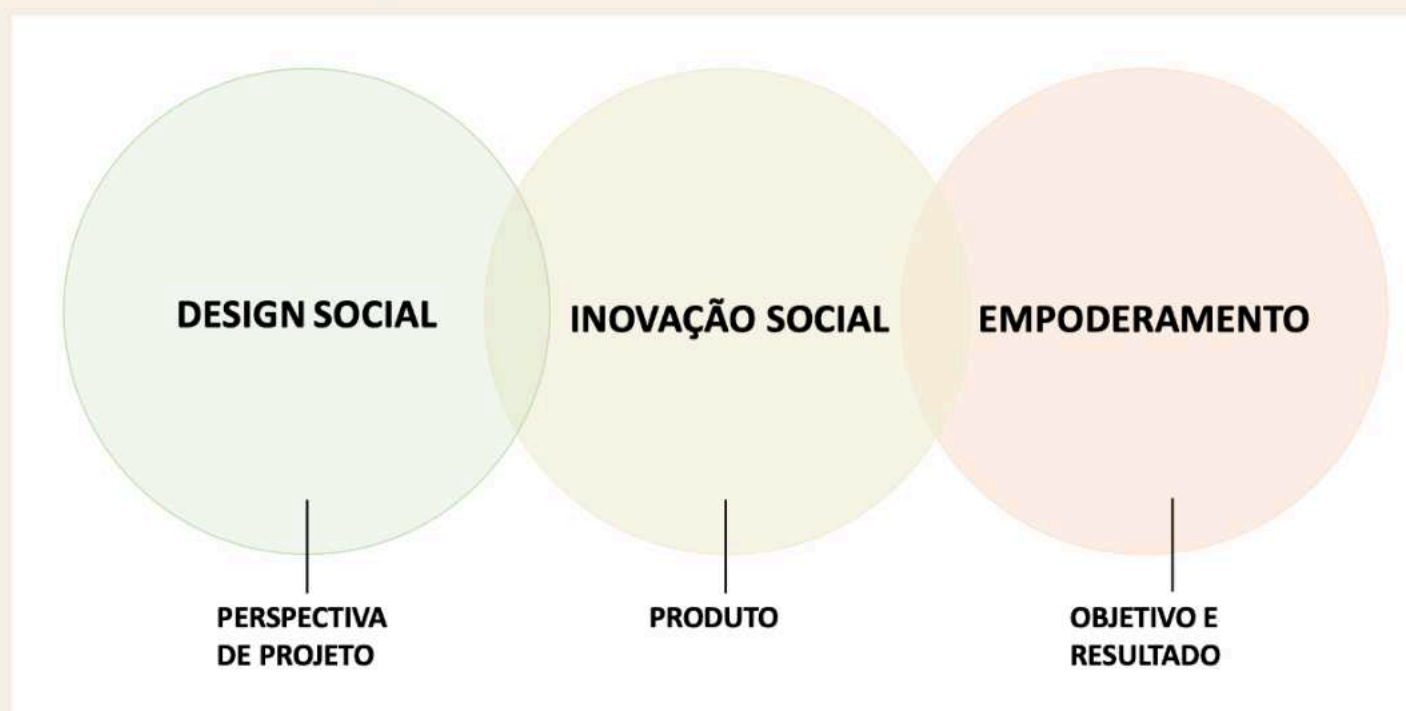 DESIGN SOCIAL
INOVAÇÃO SOCIAL
EMPODERAMENTO
PERSPECTIVA
DE PROJETO
PRODUTO
OBJETIVO E
RESULTADO